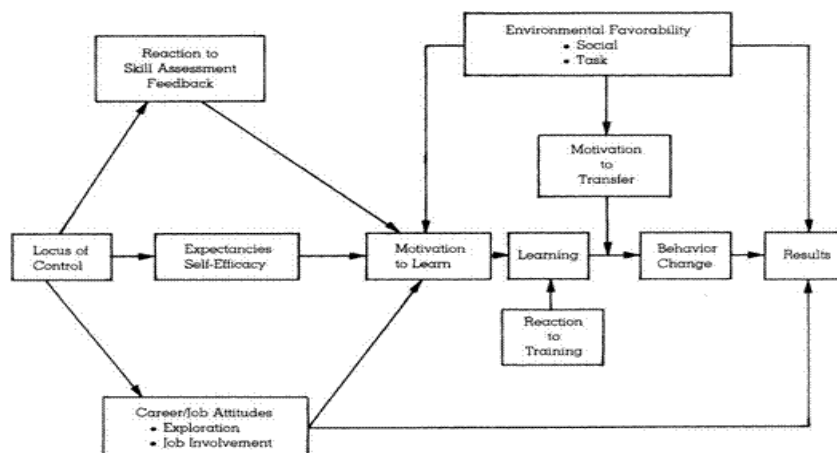 Environmental Favorability
• Social
• Task
Reaction to
Skill Assessment
Feedback
Motivation
to
Transfer
Locus of
Control
Expectancies
Self-Efficacy
Motivation
to Learn
Learning
Behavior
Change
Results
Reaction
to
Training
Career/Job Attitudes
• Exploration
• Job Involvement